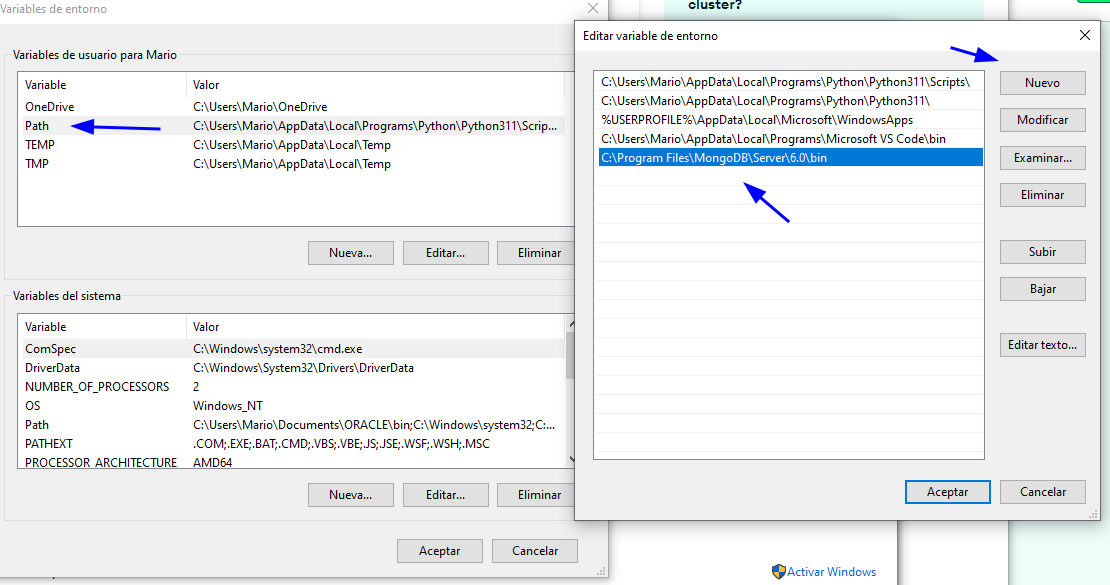 Variables de entorno
Variables de usuario para Mario
Variable Valor
OneDrive C:\Users\Mario\OneDrive
Path C:\Users\Mario\AppData\Local\Programs\Python\Python311\Scrip...
TEMP C:\Users\Mario\AppData\Local\Temp
TMP C:\Users\Mario\AppData\Local\Temp
Nueva... Editar... Eliminar
Variables del sistema
Variable Valor
ComSpec C:\Windows\system32\cmd.exe
DriverData C:\Windows\System32\Drivers\DriverData
NUMBER_OF_PROCESSORS 2
OS Windows_NT
Path C:\Users\Mario\Documents\ORACLE\bin;C:\Windows\system32;C:...
PATHEXT .COM;.EXE;.BAT;.CMD;.VBS;.VBE;.JS;.JSE;.WSF;.WSH;.MSC
PROCESSOR_ARCHITECTURE AMD64
Nueva... Editar... Eliminar
Aceptar Cancelar
cluster?
Editar variable de entorno
C:\Users\Mario\AppData\Local\Programs\Python\Python311\Scripts\
C:\Users\Mario\AppData\Local\Programs\Python\Python311\
%USERPROFILE%\AppData\Local\Microsoft\WindowsApps
C:\Users\Mario\AppData\Local\Programs\Microsoft VS Code\bin
C:\Program Files\MongoDB\Server\6.0\bin
Nuevo
Modificar
Examinar...
Eliminar
Subir
Bajar
Editar texto...
Aceptar Cancelar
Activar Windows